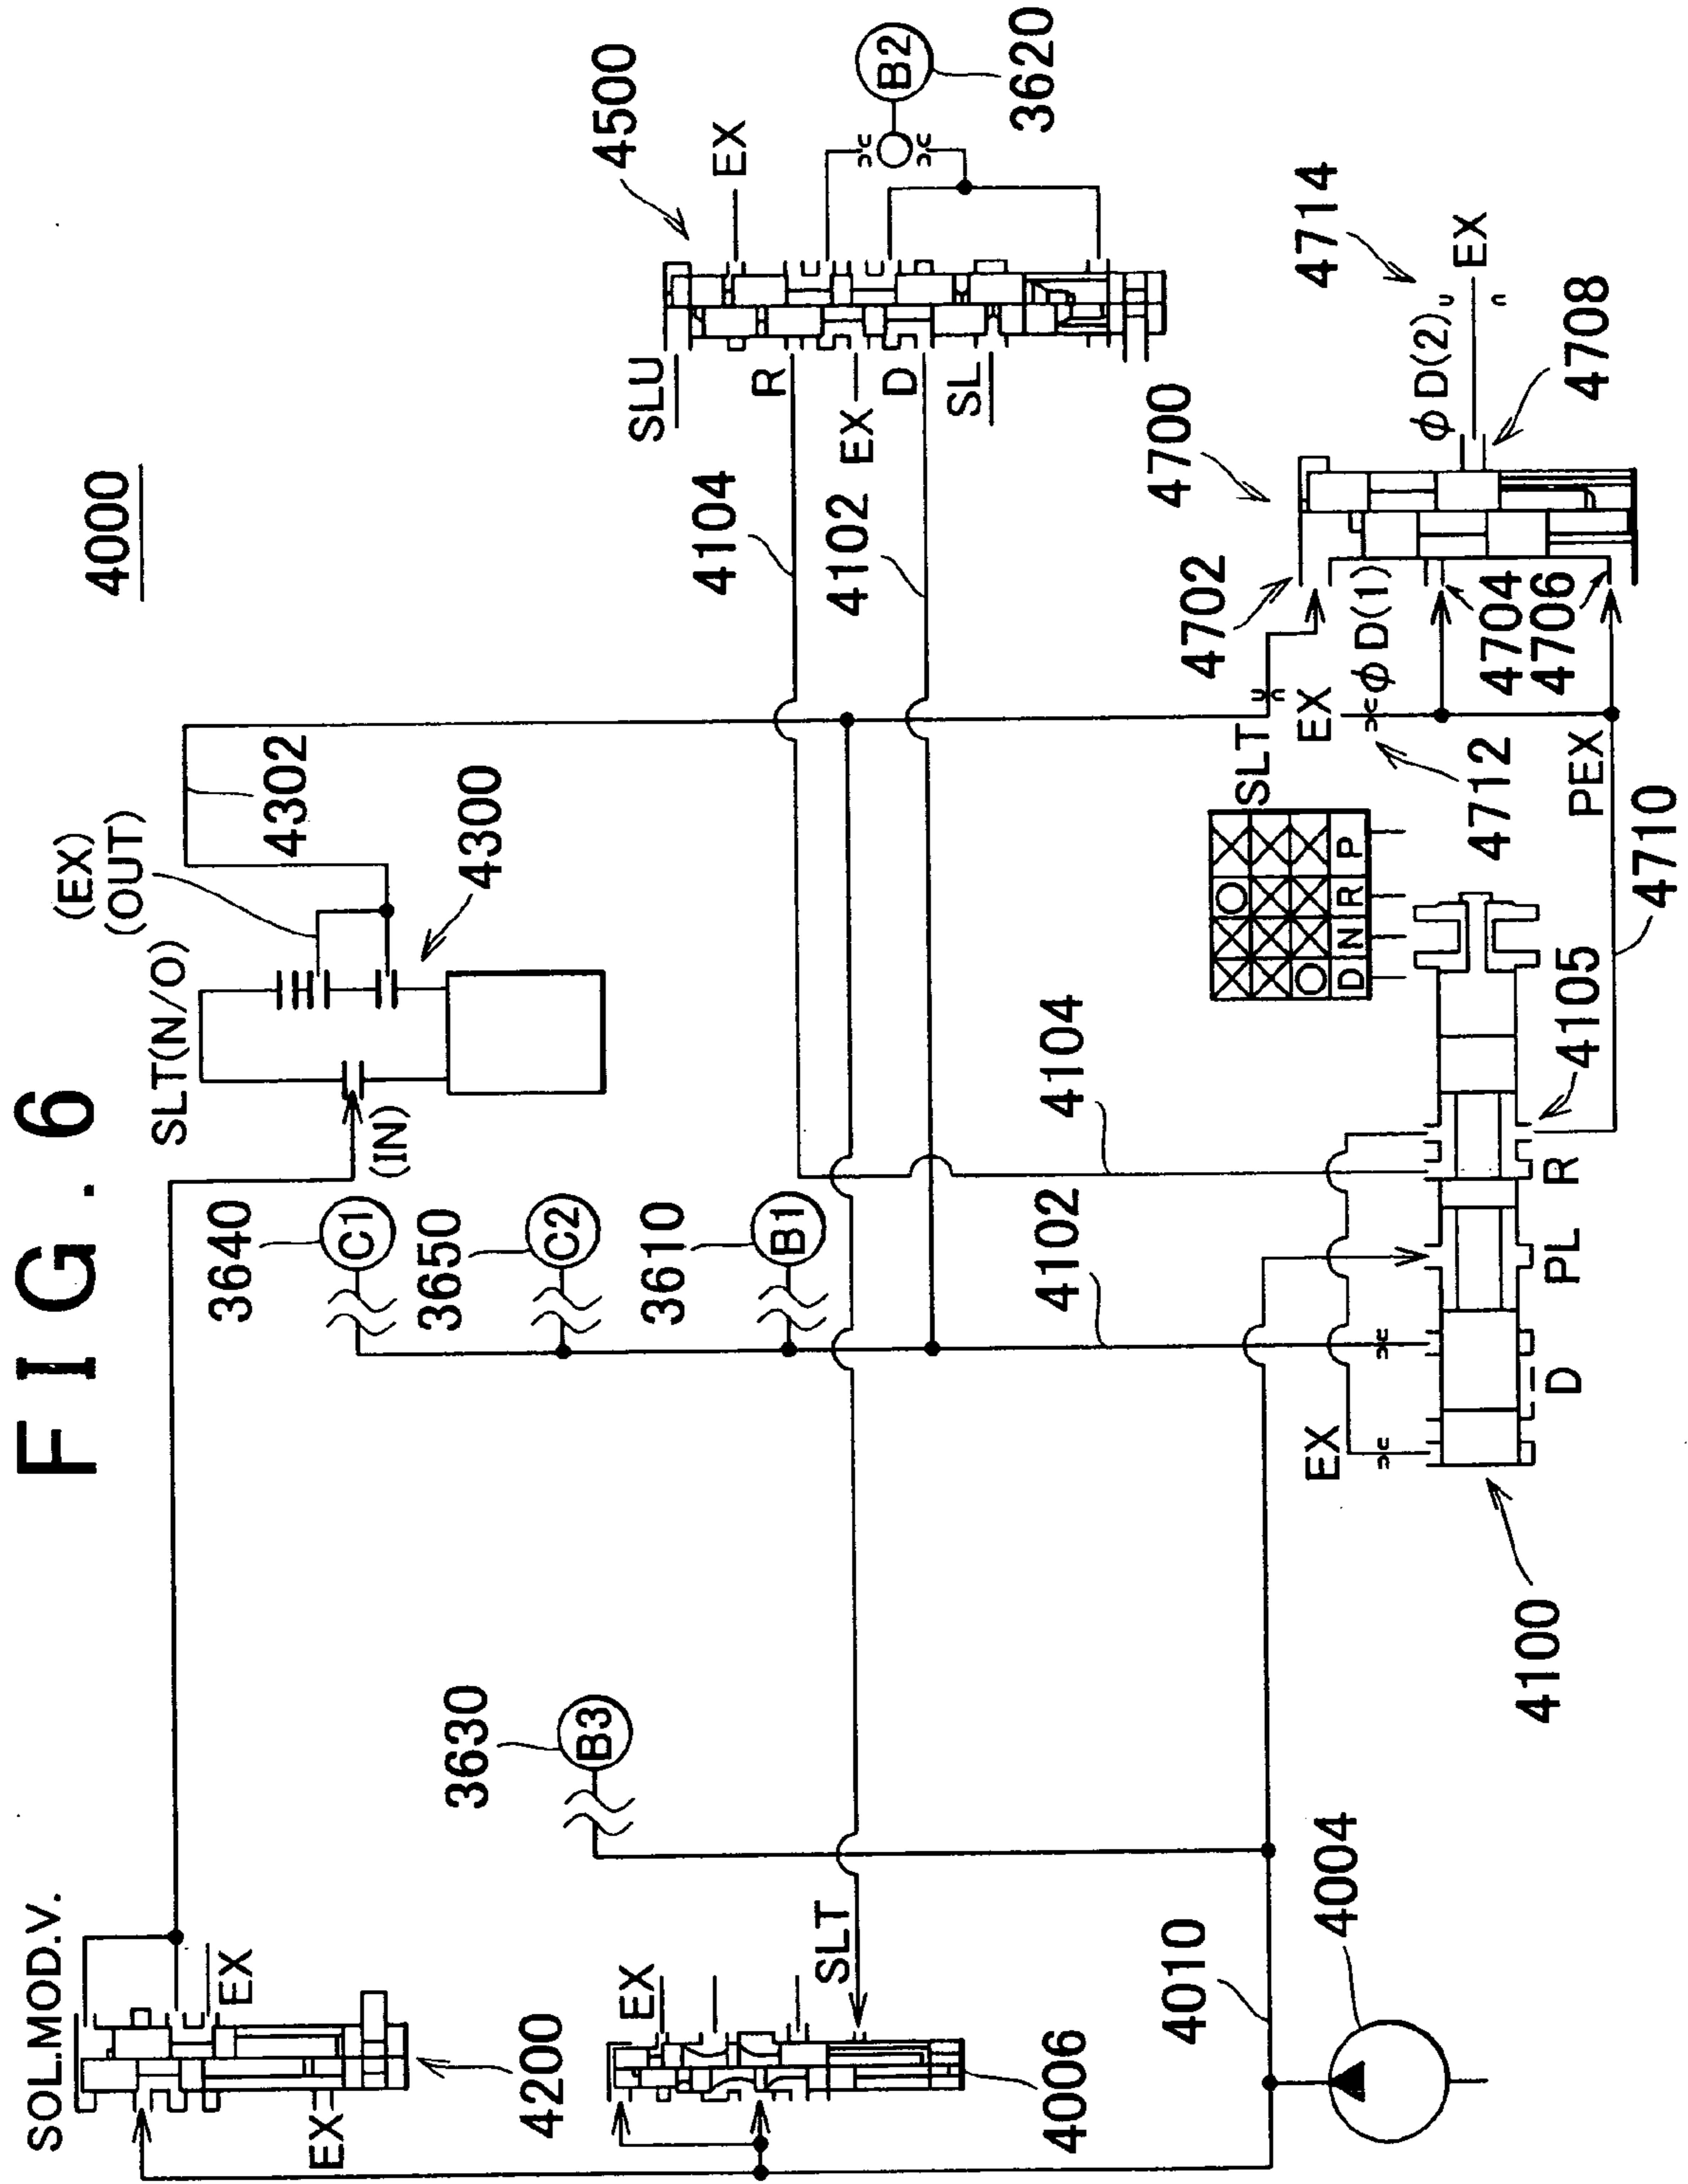 FIG. 6
4000
SOL.MOD.V.
EX
EX
4200
3640
C1
3650
C2
3610
B1
SLT(N/O)
(IN)
(EX)
(OUT)
4302
4300
4500
EX
SLU
R
EX
D
SL
B2
3620
4104
4102
3630
B3
EX
SLT
4006
4010
4004
4102
4104
EX
D
PL
R
4100
4105
4710
D N R P
SLT
EX
φD(1)
4712
PEX
4702
4704
4706
4700
φD(2)
EX
4714
4708